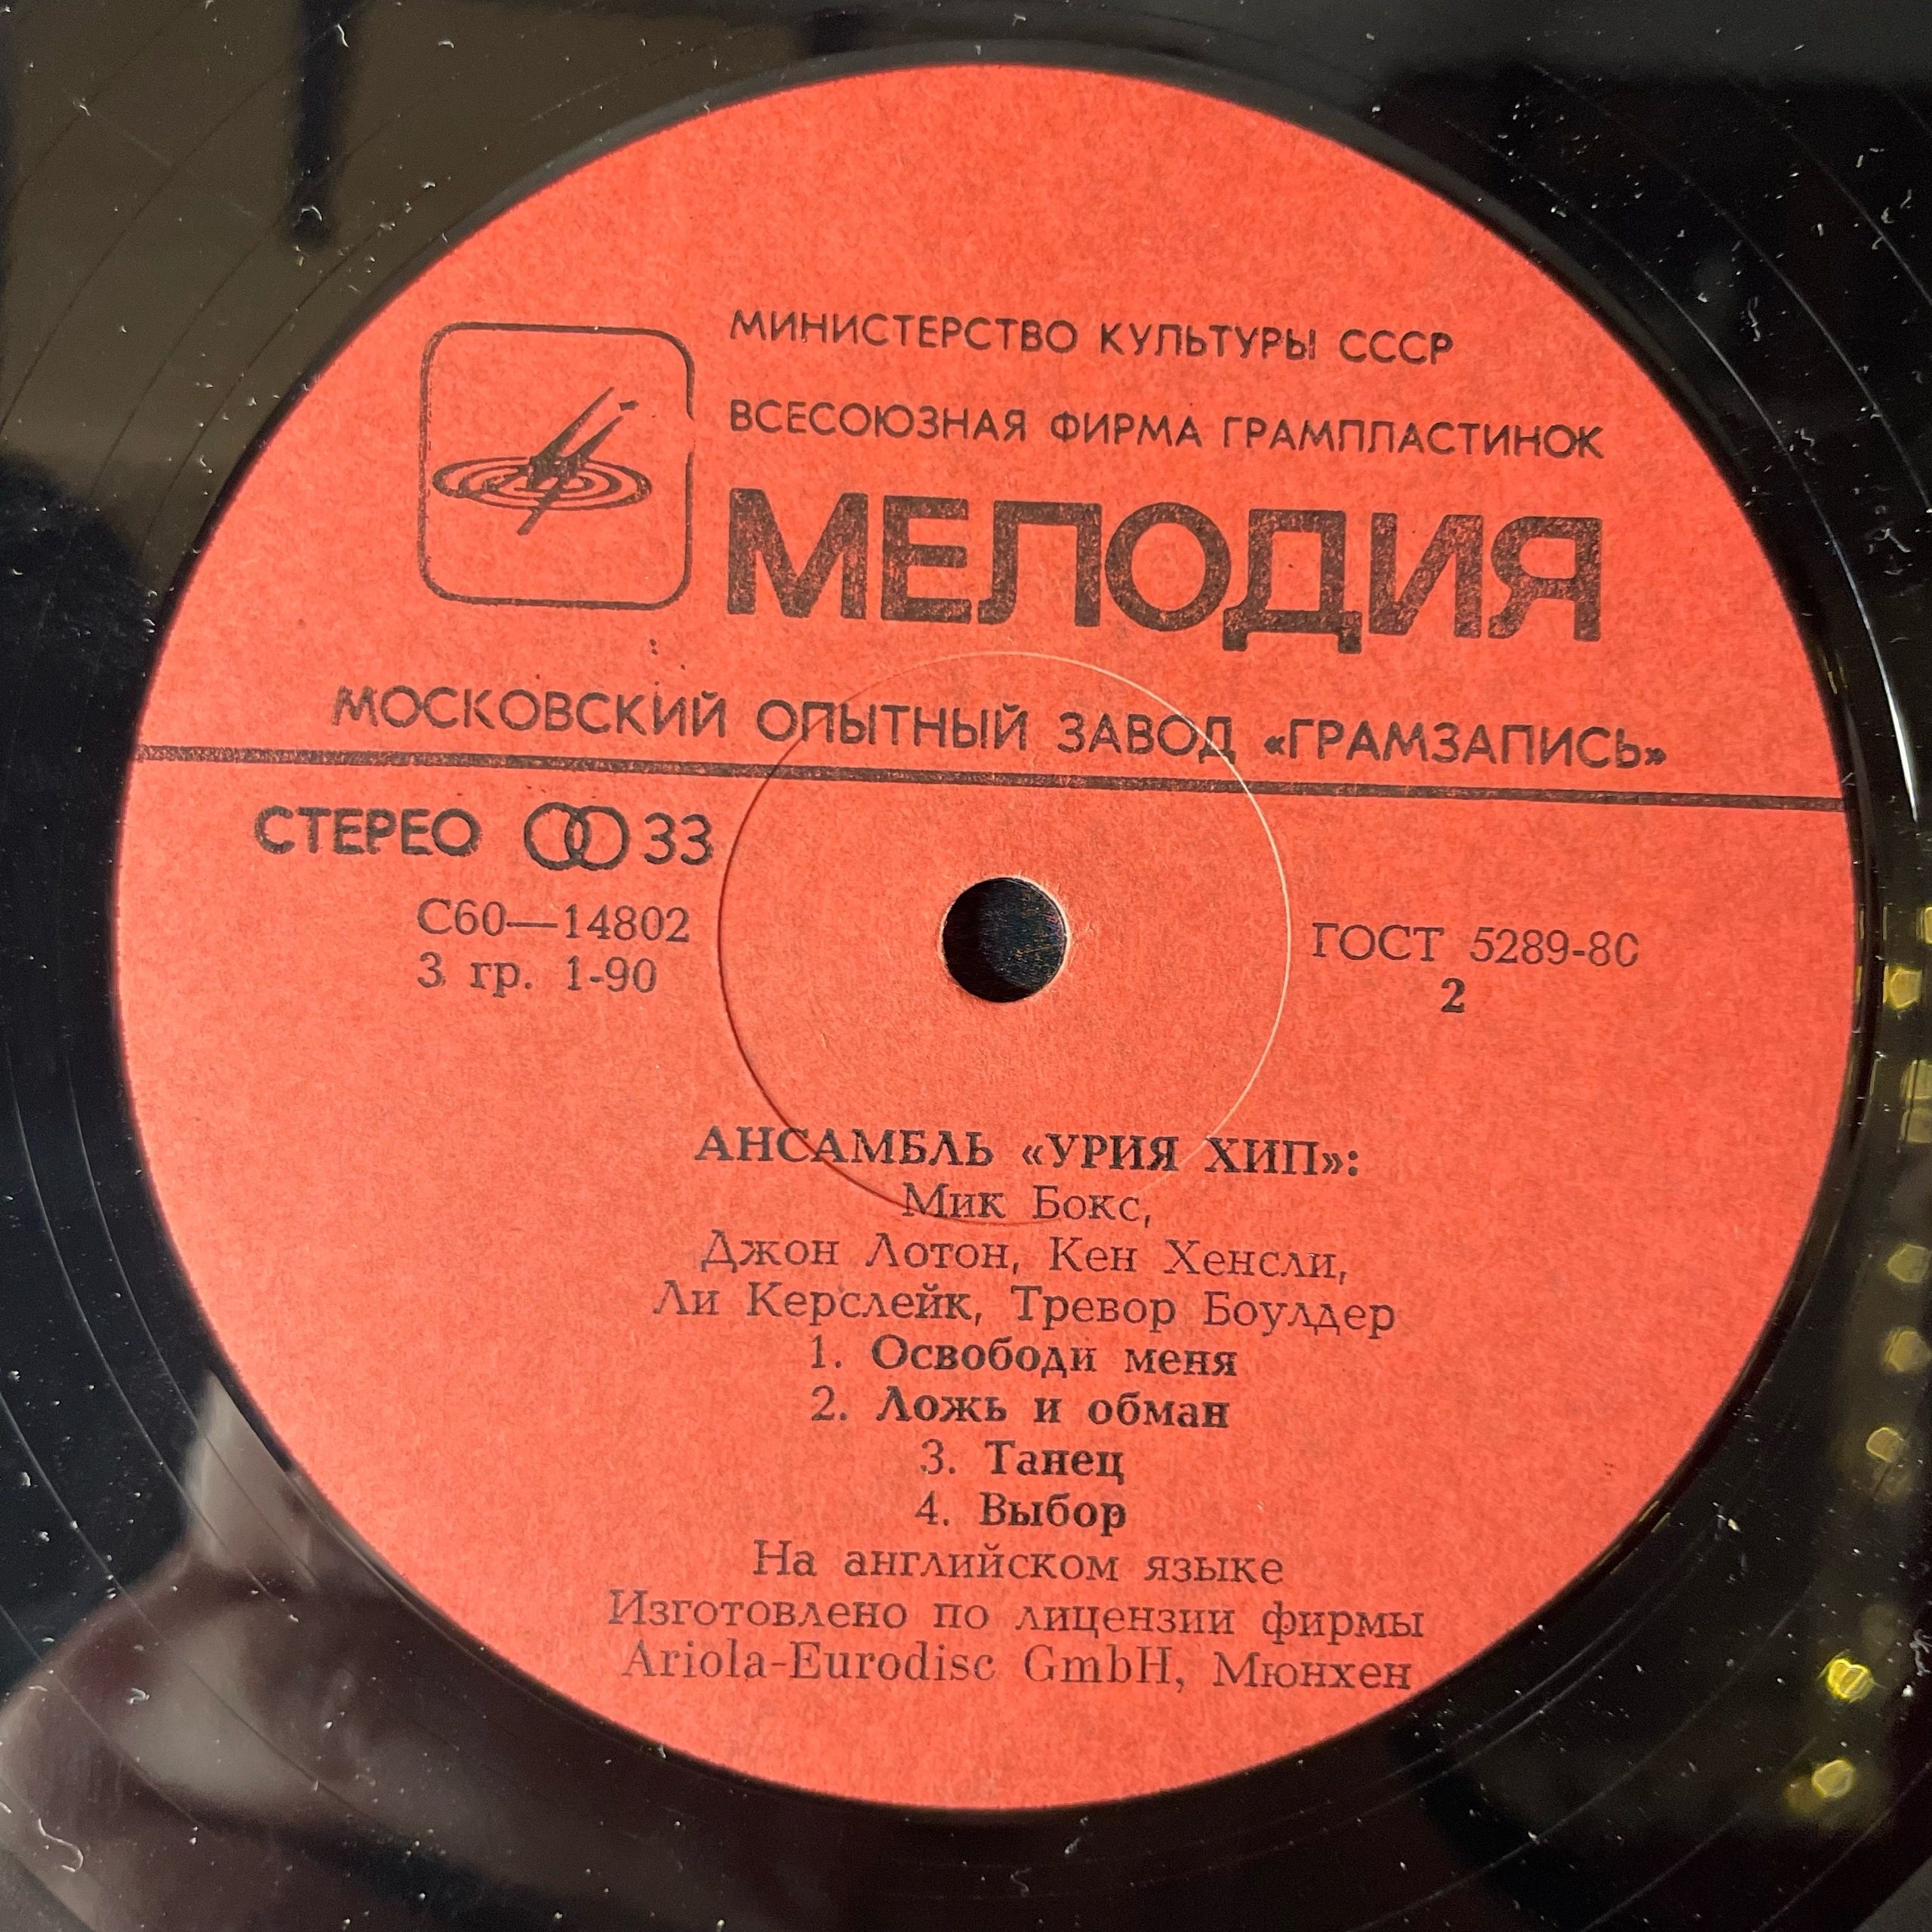 МИНИСТЕРСТВО КУЛЬТУРЫ СССР
ВСЕСОЮЗНАЯ ФИРМА ГРАМПЛАСТИНОК
МЕЛОДИЯ
МОСКОВСКИЙ ОПЫТНЫЙ ЗАВОД «ГРАМЗАПИСЬ»
СТЕРЕО 33
С60—14802
3 гр. 1-90
ГОСТ 5289-80
2
АНСАМБЛЬ «УРИЯ ХИП»:
Мик Бокс,
Джон Лотон, Кен Хенсли,
Ли Керслейк, Тревор Боулдер
1. Освободи меня
2. Ложь и обман
3. Танец
4. Выбор
На английском языке
Изготовлено по лицензии фирмы
Ariola-Eurodisc GmbH, Мюнхен